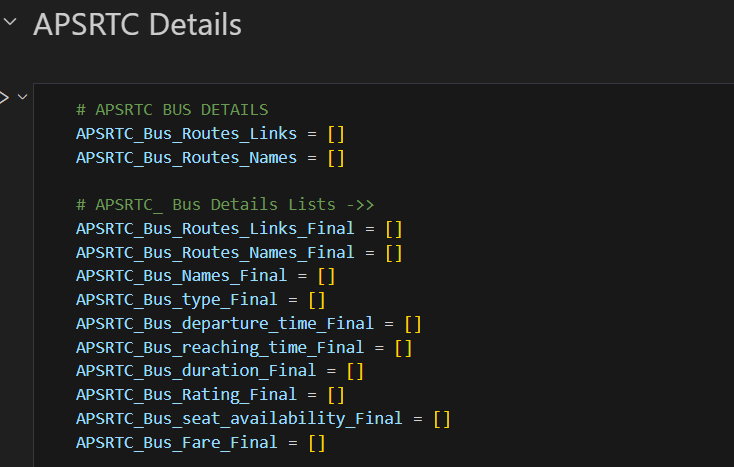 APSRTC Details
# APSRTC BUS DETAILS
APSRTC_Bus_Routes_Links = []
APSRTC_Bus_Routes_Names = []
# APSRTC_ Bus Details Lists ->>
APSRTC_Bus_Routes_Links_Final = []
APSRTC_Bus_Routes_Names_Final = []
APSRTC_Bus_Names_Final = []
APSRTC_Bus_type_Final = []
APSRTC_Bus_departure_time_Final = []
APSRTC_Bus_reaching_time_Final = []
APSRTC_Bus_duration_Final = []
APSRTC_Bus_Rating_Final = []
APSRTC_Bus_seat_availability_Final = []
APSRTC_Bus_Fare_Final = []